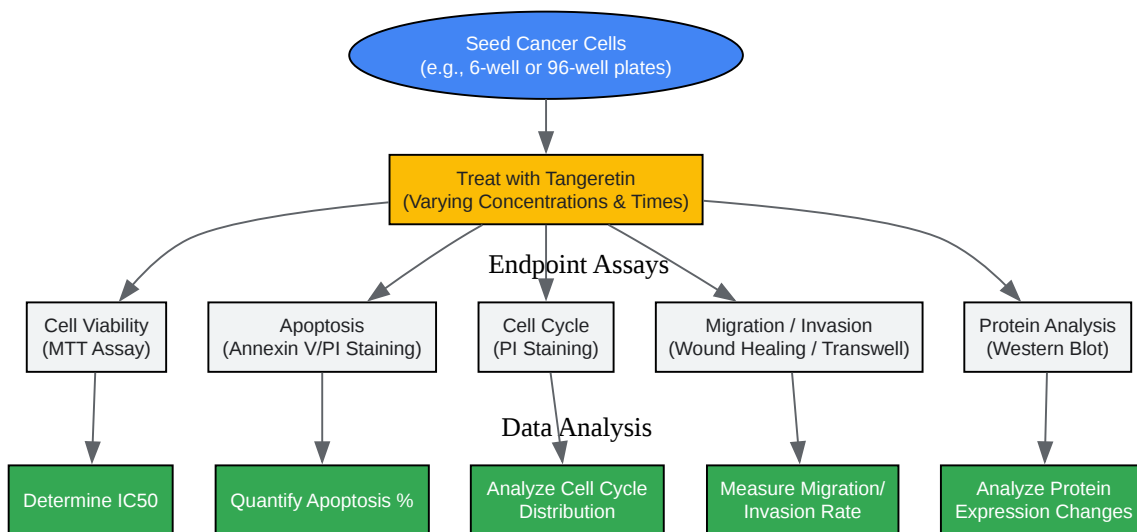 Seed Cancer Cells
(e.g., 6-well or 96-well plates)
Treat with Tangeretin
(Varying Concentrations & Times)
Endpoint Assays
Cell Viability
(MTT Assay)
Apoptosis
(Annexin V/PI Staining)
Cell Cycle
(PI Staining)
Migration / Invasion
(Wound Healing / Transwell)
Protein Analysis
(Western Blot)
Data Analysis
Determine IC50
Quantify Apoptosis %
Analyze Cell Cycle
Distribution
Measure Migration/
Invasion Rate
Analyze Protein
Expression Changes